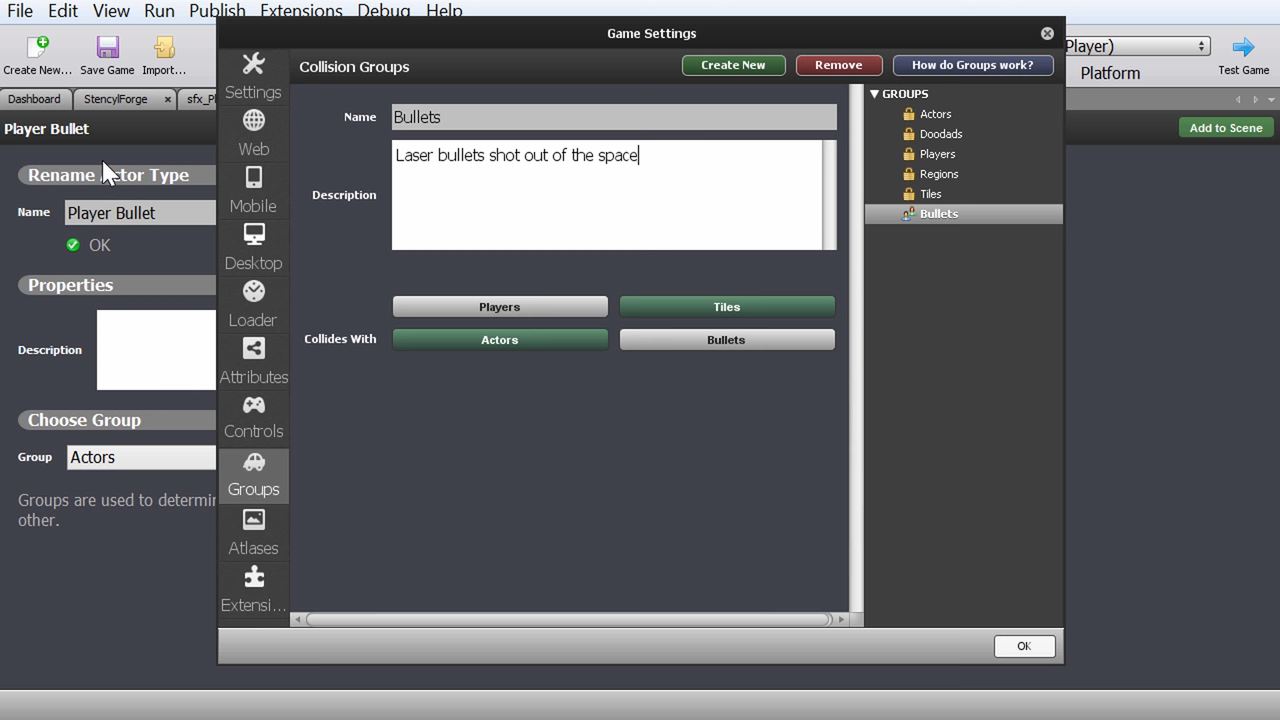 File Edit View Run Publish Extensions Debug Help
Game Settings
Create New... Save Game Import...
Player)
Platform
Test Game
Dashboard StencylForge sfx_Pl
Player Bullet
Add to Scene
Rename Actor Type
Name Player Bullet
OK
Properties
Description
Choose Group
Group Actors
Groups are used to determin
other.
Settings
Web
Mobile
Desktop
Loader
Attributes
Controls
Groups
Atlases
Extensi...
Collision Groups
Create New Remove How do Groups work?
Name Bullets
Description Laser bullets shot out of the space
Collides With
Players Tiles
Actors Bullets
GROUPS
Actors
Doodads
Players
Regions
Tiles
Bullets
OK